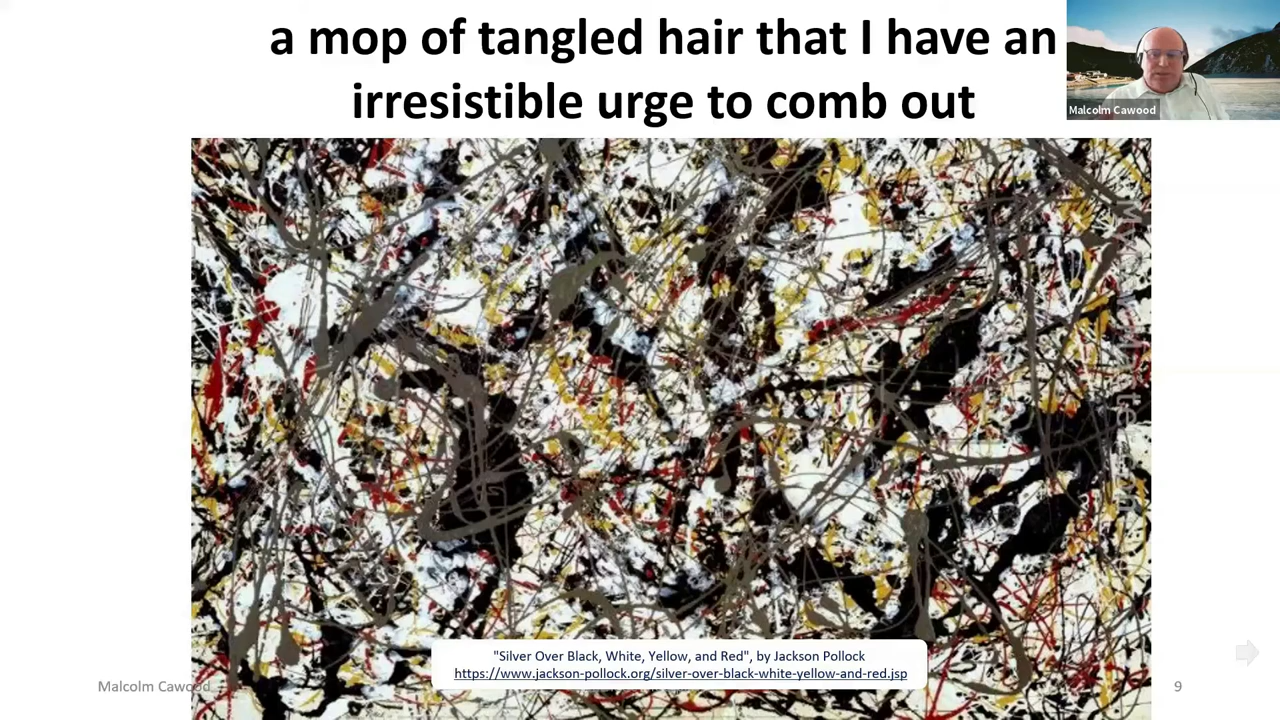 a mop of tangled hair that I have an
irresistible urge to comb out
Malcolm Cawood
"Silver Over Black, White, Yellow, and Red", by Jackson Pollock
https://www.jackson-pollock.org/silver-over-black-white-yellow-and-red.jsp
Malcolm Cawood
9